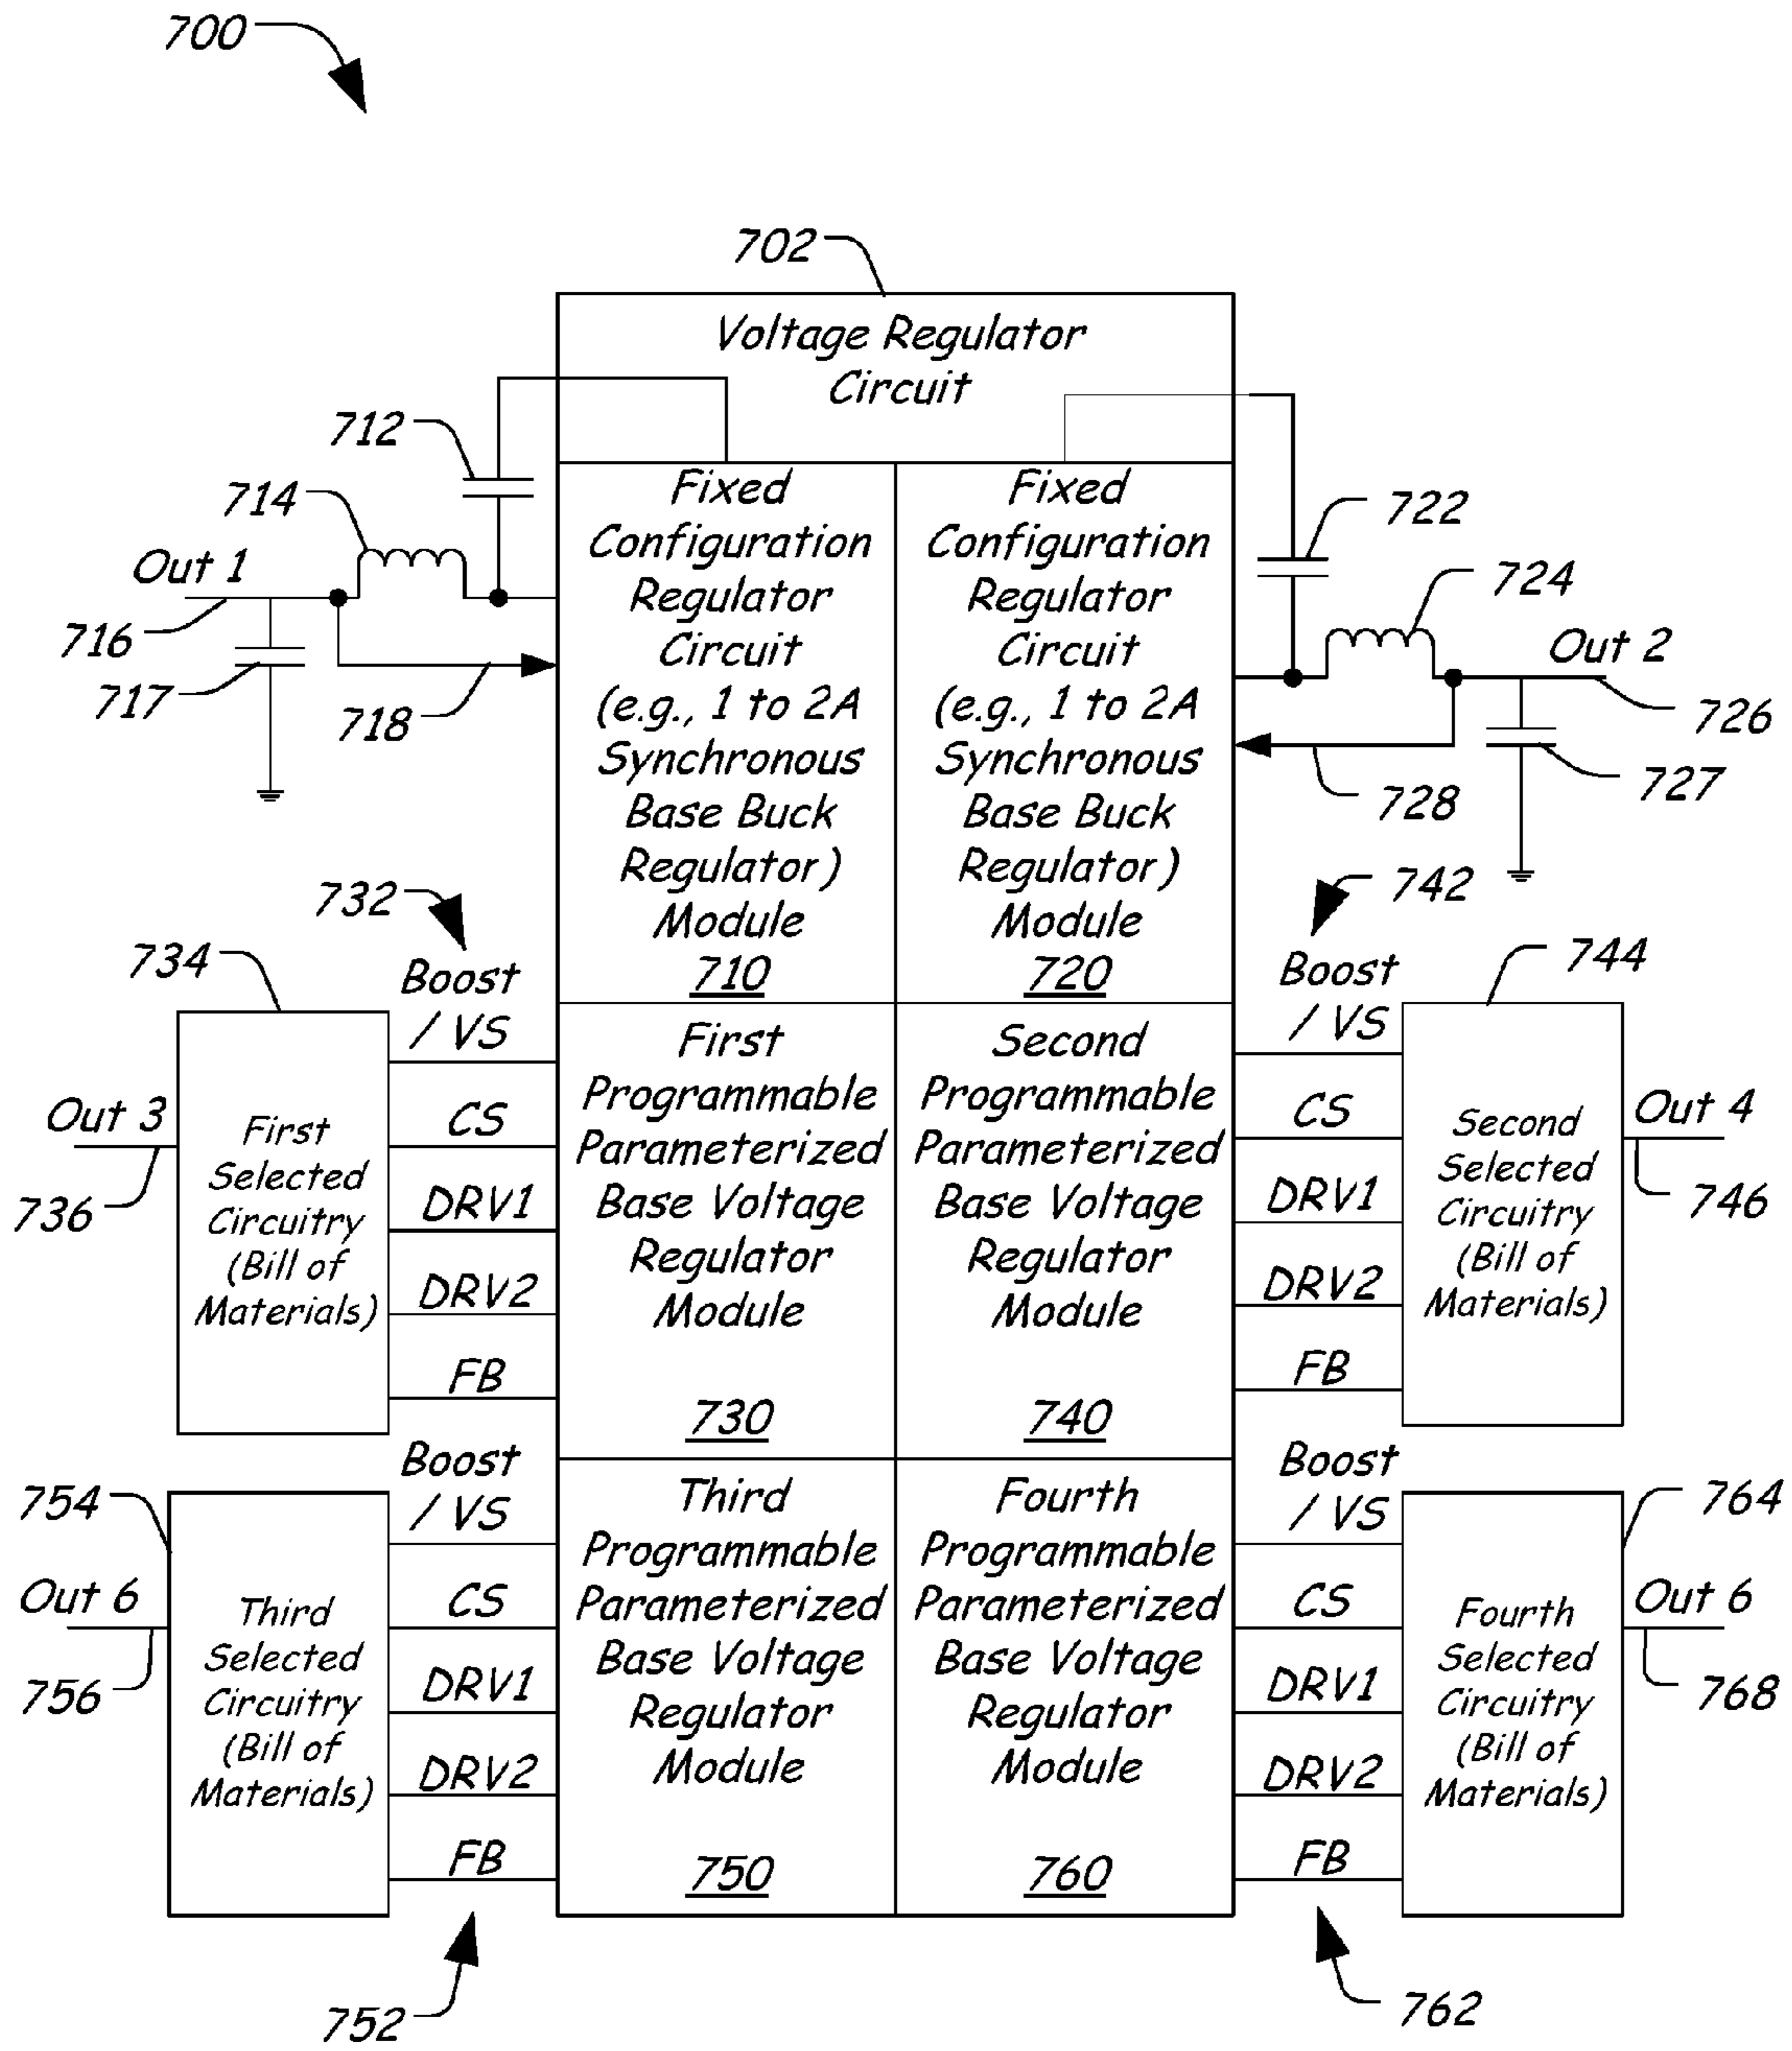 700
702
Voltage Regulator
Circuit
712
714
Out 1
716
717
718
Fixed
Configuration
Regulator
Circuit
(e.g., 1 to 2A
Synchronous
Base Buck
Regulator)
Module
710
Fixed
Configuration
Regulator
Circuit
(e.g., 1 to 2A
Synchronous
Base Buck
Regulator)
Module
720
722
724
Out 2
726
727
728
732
734
Boost
/ VS
CS
DRV1
DRV2
FB
Out 3
736
First
Selected
Circuitry
(Bill of
Materials)
First
Programmable
Parameterized
Base Voltage
Regulator
Module
730
Second
Programmable
Parameterized
Base Voltage
Regulator
Module
740
742
744
Boost
/ VS
CS
DRV1
DRV2
FB
Second
Selected
Circuitry
(Bill of
Materials)
Out 4
746
754
Out 6
756
Third
Selected
Circuitry
(Bill of
Materials)
Boost
/ VS
CS
DRV1
DRV2
FB
752
Third
Programmable
Parameterized
Base Voltage
Regulator
Module
750
Fourth
Programmable
Parameterized
Base Voltage
Regulator
Module
760
Boost
/ VS
CS
DRV1
DRV2
FB
762
Fourth
Selected
Circuitry
(Bill of
Materials)
764
Out 6
768